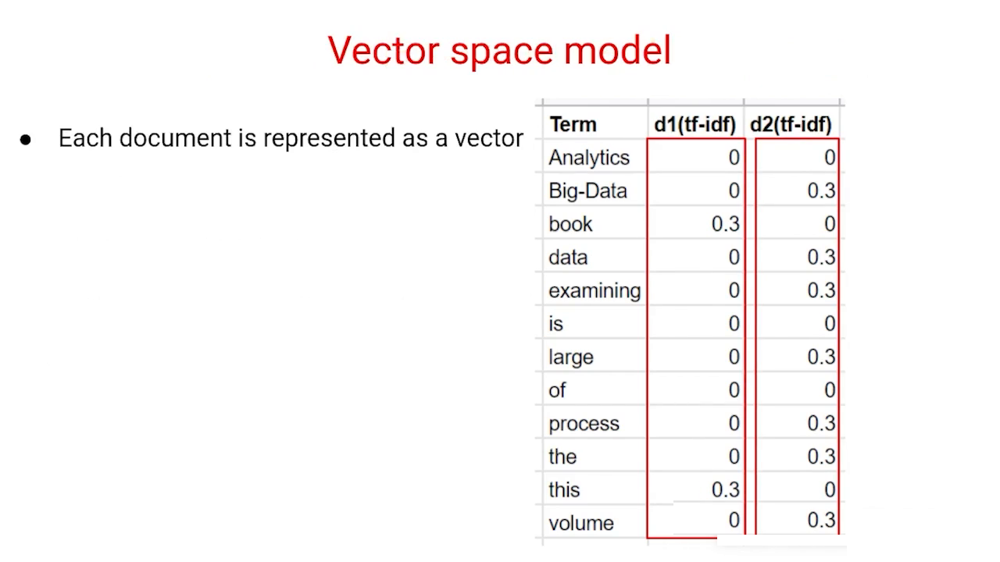 Vector space model
● Each document is represented as a vector
Term d1(tf-idf) d2(tf-idf)
Analytics 0 0
Big-Data 0 0.3
book 0.3 0
data 0 0.3
examining 0 0.3
is 0 0
large 0 0.3
of 0 0
process 0 0.3
the 0 0.3
this 0.3 0
volume 0 0.3